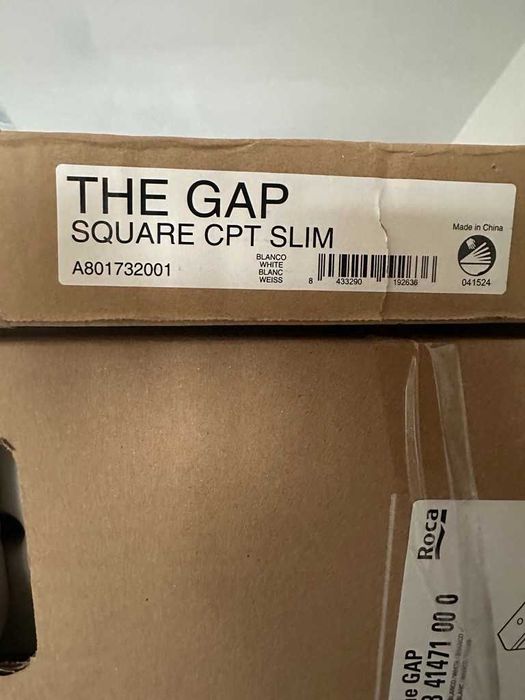 THE GAP
SQUARE CPT SLIM
A801732001
BLANCO
WHITE
BLANC
WEISS
8 433290 192636
Made in China
041524
Roca
GAP
41471 00 0